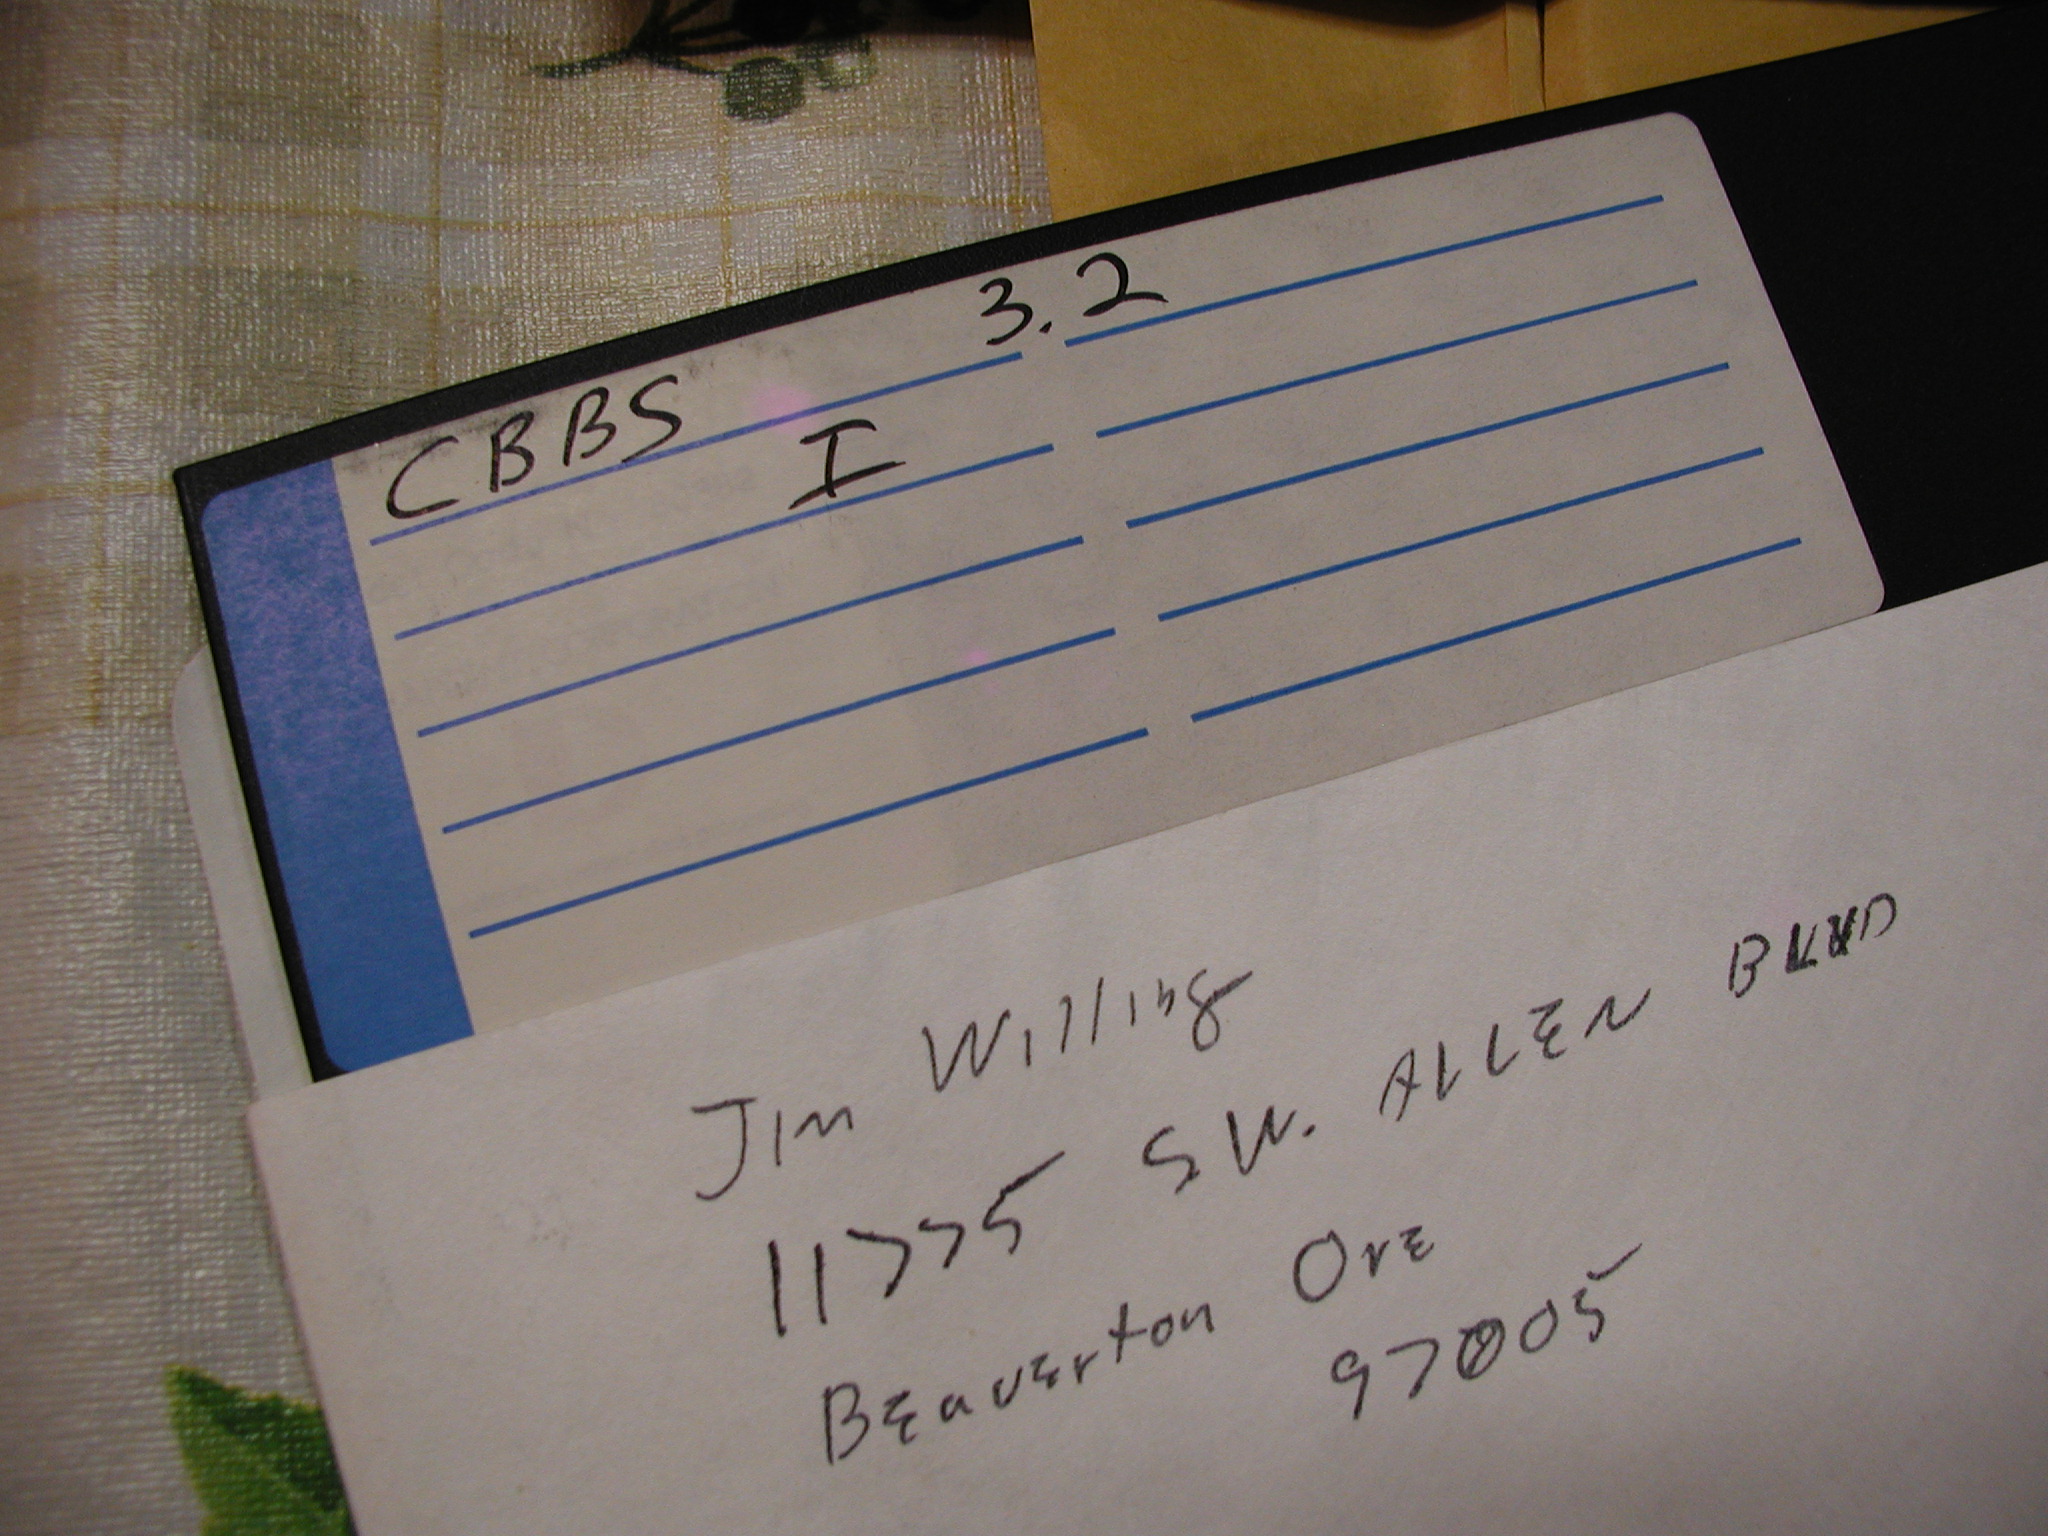 CBBS 3.2
I
Jim Willing
11775 S.W. ALLEN BLVD
Beaverton Ore
97005